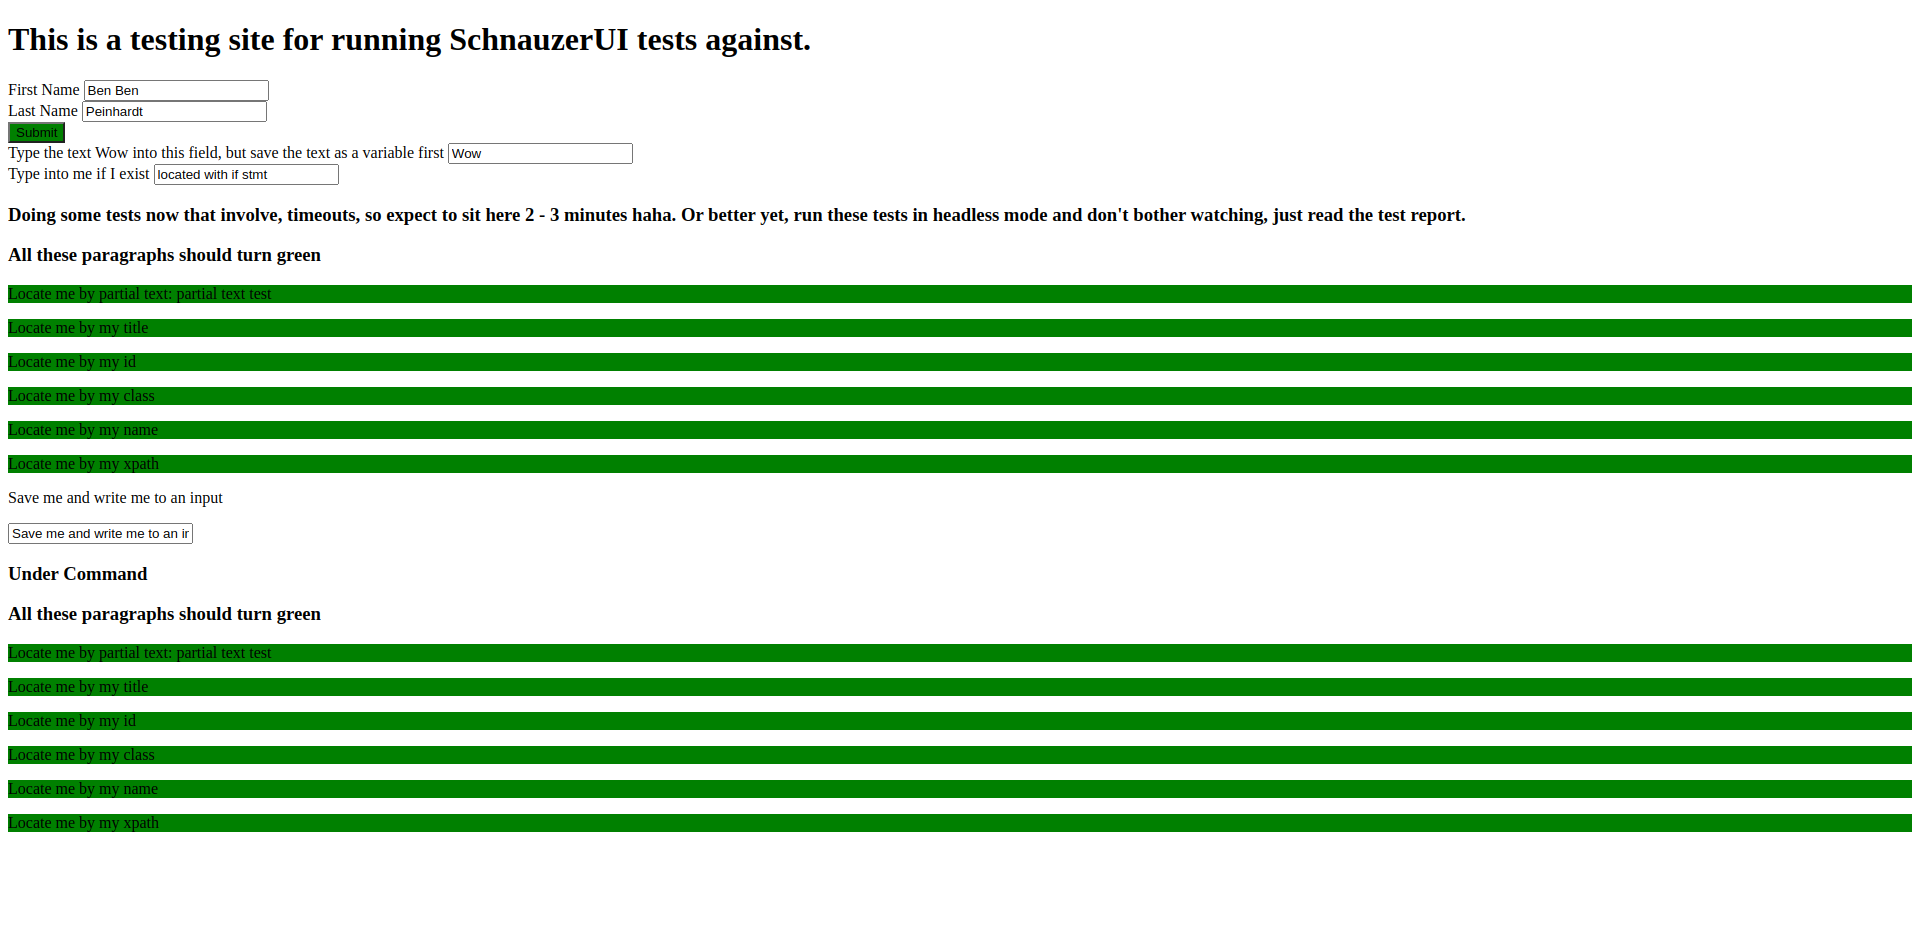 This is a testing site for running SchnauzerUI tests against.
First Name Ben Ben
Last Name Peinhardt
Submit
Type the text Wow into this field, but save the text as a variable first Wow
Type into me if I exist located with if stmt
Doing some tests now that involve, timeouts, so expect to sit here 2 - 3 minutes haha. Or better yet, run these tests in headless mode and don't bother watching, just read the test report.
All these paragraphs should turn green
Locate me by partial text: partial text test
Locate me by my title
Locate me by my id
Locate me by my class
Locate me by my name
Locate me by my xpath
Save me and write me to an input
Save me and write me to an ir
Under Command
All these paragraphs should turn green
Locate me by partial text: partial text test
Locate me by my title
Locate me by my id
Locate me by my class
Locate me by my name
Locate me by my xpath